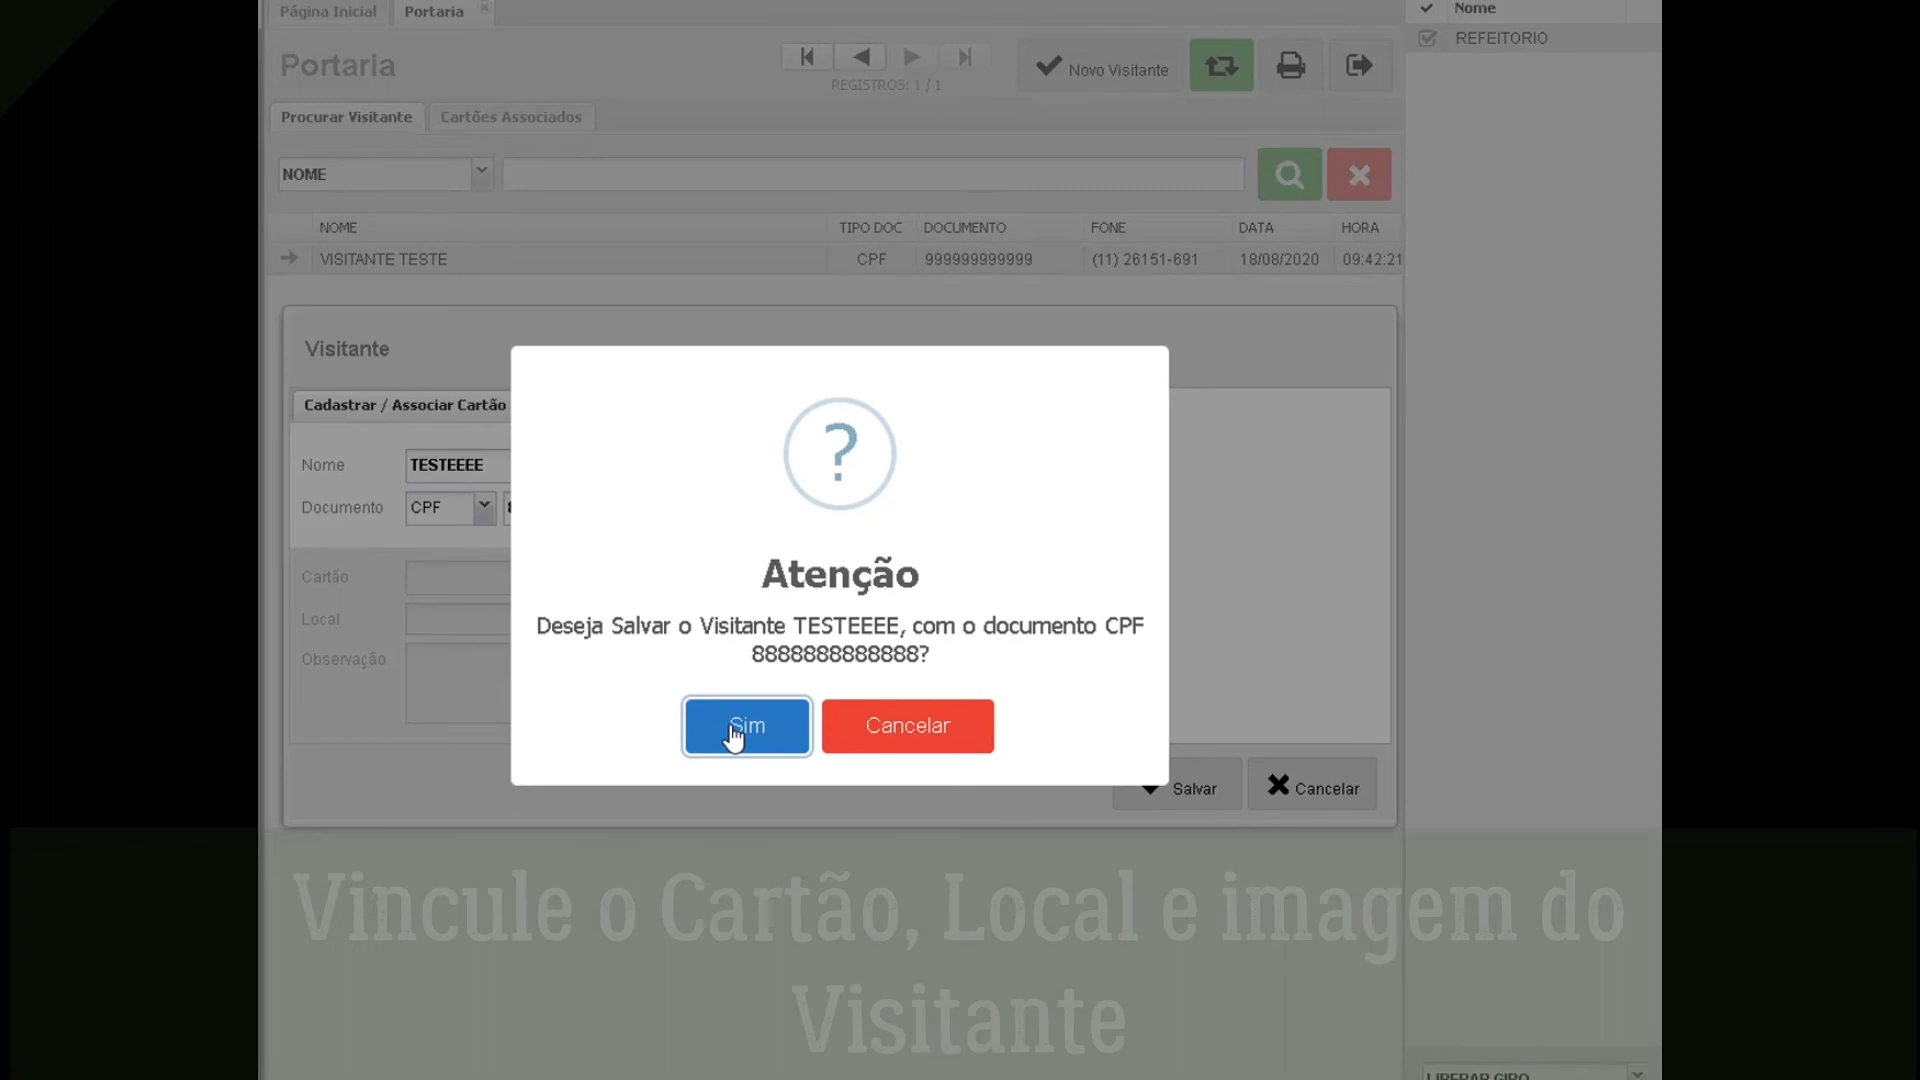 Página Inicial
Portaria
Nome
REFEITORIO
Portaria
REGISTROS: 1 / 1
Novo Visitante
Procurar Visitante
Cartões Associados
NOME
NOME TIPO DOC DOCUMENTO FONE DATA HORA
VISITANTE TESTE CPF 999999999999 (11) 26151-691 18/08/2020 09:42:21
Visitante
Cadastrar / Associar Cartão
Nome TESTEEEE
Documento CPF
Cartão
Local
Observação
?
Atenção
Deseja Salvar o Visitante TESTEEEE, com o documento CPF
8888888888888?
Sim
Cancelar
Salvar
Cancelar
Vincule o Cartão, Local e imagem do
Visitante
LIBERAR GIRO